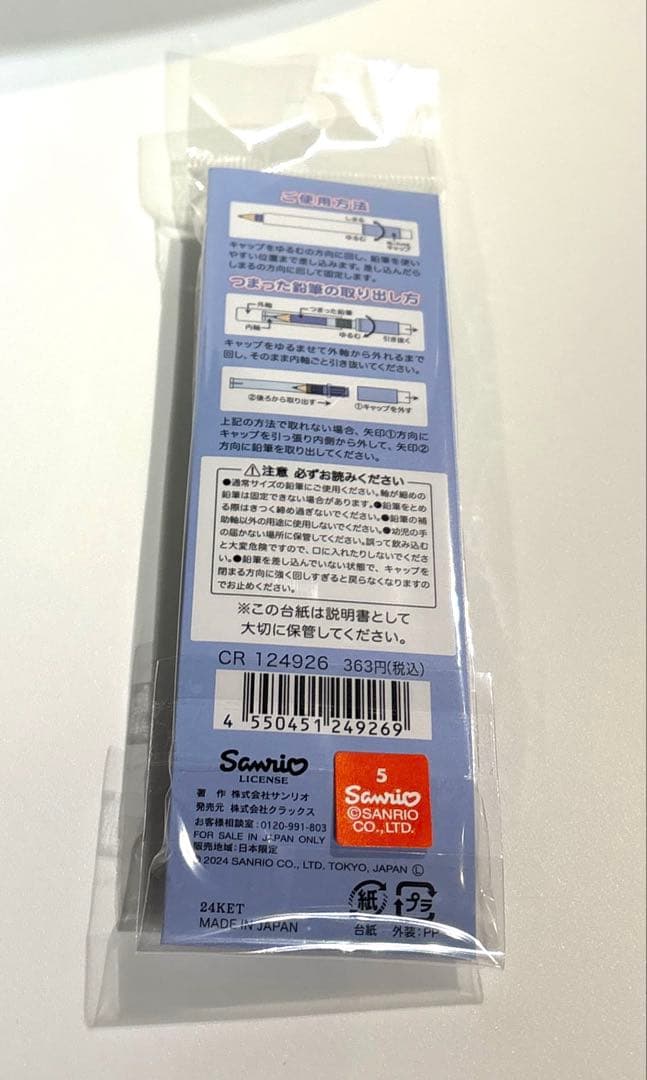 ご使用方法
しまる
ゆるむ
キャップ
キャップをゆるむの方向に回し、鉛筆を使い
やすい位置まで差し込みます。差し込んだら
しまるの方向に回して固定します。
つまった鉛筆の取り出し方
外軸
つまった鉛筆
内軸
ゆるむ
引き抜く
キャップをゆるませて外軸から外れるまで
回し、そのまま内軸ごと引き抜いてください。
②後ろから取り出す
①キャップを外す
上記の方法で取れない場合、矢印①方向に
キャップを引っ張り内側から外して、矢印②
方向に鉛筆を取り出してください。
⚠注意 必ずお読みください
●通常サイズの鉛筆にご使用ください。軸が細めの
鉛筆は固定できない場合があります。●鉛筆をとめ
る際はきつく締め過ぎないでください。●鉛筆の補
助軸以外の用途に使用しないでください。●幼児の手
の届かない場所に保管してください。誤って飲み込む
と大変危険ですので、口に入れたりしないでくださ
い。●鉛筆を差し込んでいない状態で、キャップを
閉まる方向に強く回しすぎると戻らなくなりますの
でお止めください。
※この台紙は説明書として
大切に保管してください。
CR 124926 363円(税込)
4 550451 249269
Sanrio
LICENSE
5
Sanrio
©SANRIO
CO., LTD.
著 作 株式会社サンリオ
発売元 株式会社クラックス
お客様相談室:0120-991-803
FOR SALE IN JAPAN ONLY
販売地域:日本限定
© 2024 SANRIO CO., LTD. TOKYO, JAPAN Ⓛ
24KET
MADE IN JAPAN
紙
台紙
プラ
外装:PP